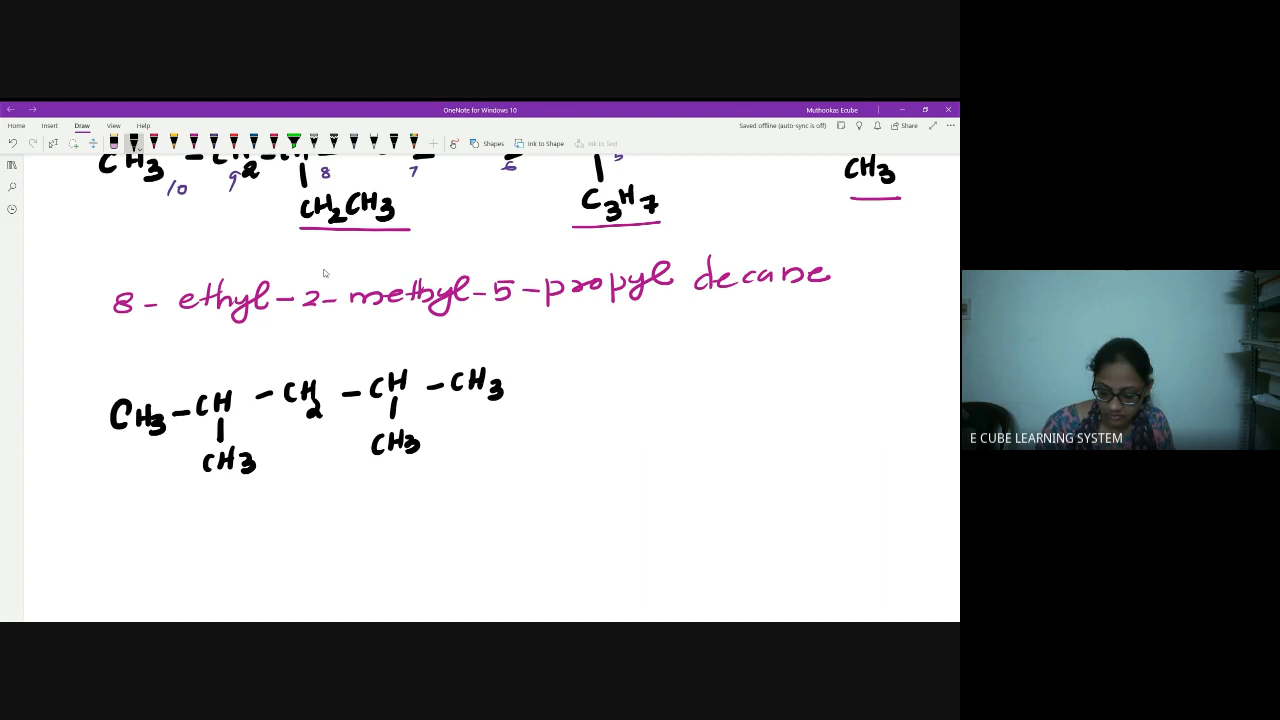 OneNote for Windows 10
Muthookas Ecube
Home Insert Draw View Help
Saved offline (auto-sync is off)
Share
Shapes Ink to Shape Ink to Text
CH3 - CH2 - CH
10 9 8 7 6 5
CH2CH3 C3H7 CH3
8 - ethyl - 2 - methyl - 5 - propyl decane
CH3 - CH - CH2 - CH - CH3
CH3 CH3
E CUBE LEARNING SYSTEM